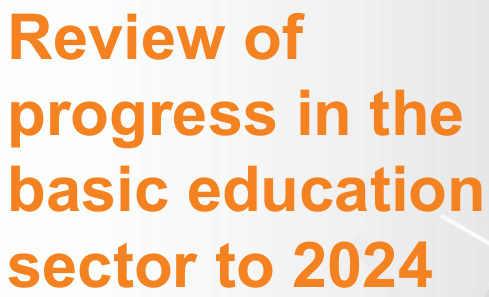 Review of
progress in the
basic education
sector to 2024